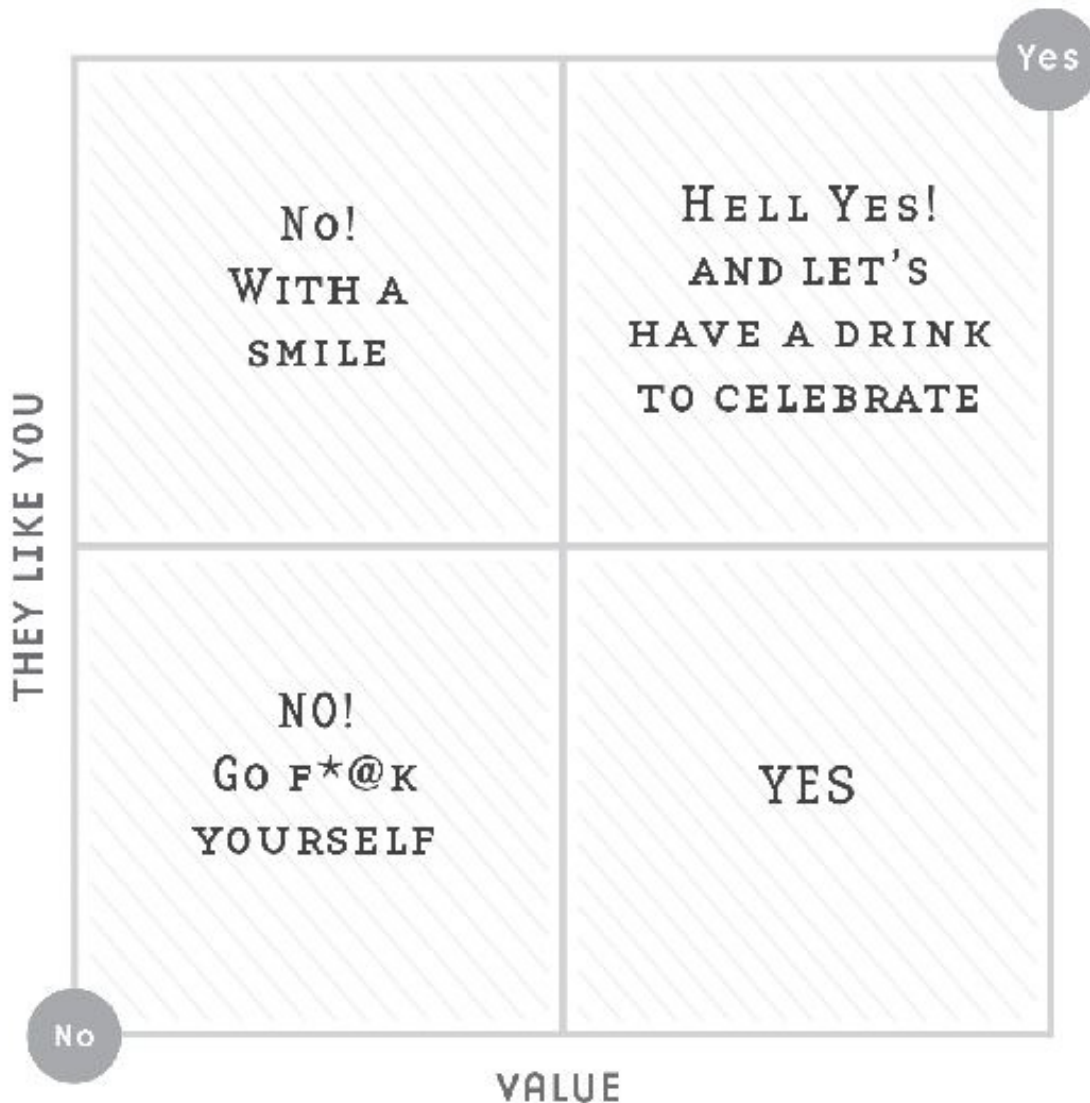 Yes
No!
With a
smile
Hell Yes!
and let's
have a drink
to celebrate
THEY LIKE YOU
NO!
Go f*@k
yourself
YES
No
VALUE